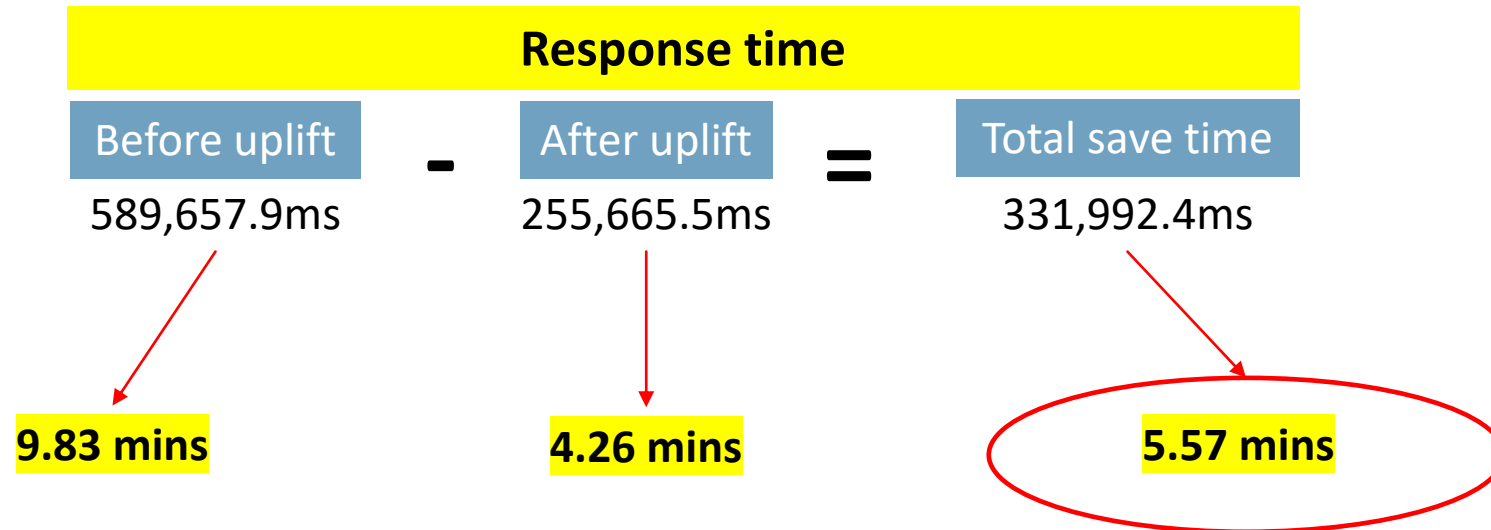 Response time
Before uplift - After uplift = Total save time
589,657.9ms 255,665.5ms 331,992.4ms
9.83 mins 4.26 mins 5.57 mins